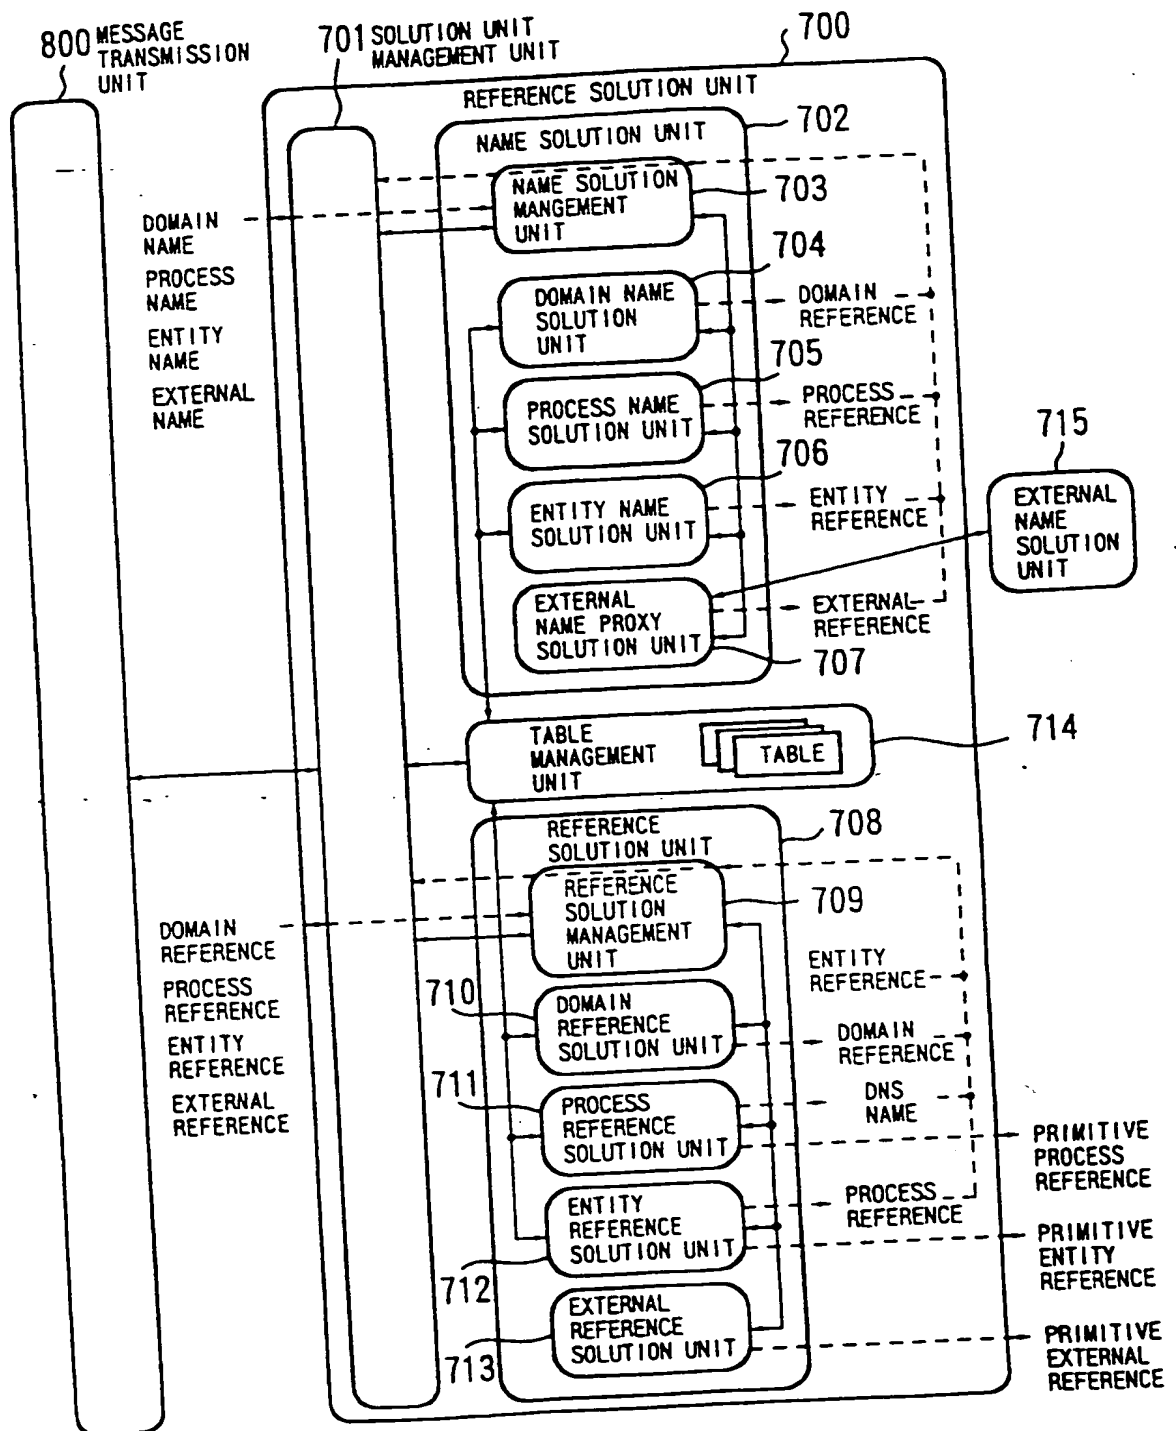 800 MESSAGE
TRANSMISSION
UNIT
701 SOLUTION UNIT
MANAGEMENT UNIT
700
REFERENCE SOLUTION UNIT
NAME SOLUTION UNIT
702
NAME SOLUTION
MANGEMENT
UNIT
703
DOMAIN
NAME
PROCESS
NAME
ENTITY
NAME
EXTERNAL
NAME
704
DOMAIN NAME
SOLUTION
UNIT
DOMAIN
REFERENCE
705
PROCESS NAME
SOLUTION UNIT
PROCESS
REFERENCE
706
ENTITY NAME
SOLUTION UNIT
ENTITY
REFERENCE
715
EXTERNAL
NAME
SOLUTION
UNIT
EXTERNAL
NAME PROXY
SOLUTION UNIT
EXTERNAL
REFERENCE
707
TABLE
MANAGEMENT
UNIT
TABLE
714
REFERENCE
SOLUTION UNIT
708
REFERENCE
SOLUTION
MANAGEMENT
UNIT
709
DOMAIN
REFERENCE
PROCESS
REFERENCE
ENTITY
REFERENCE
EXTERNAL
REFERENCE
ENTITY
REFERENCE
710
DOMAIN
REFERENCE
SOLUTION UNIT
DOMAIN
REFERENCE
711
PROCESS
REFERENCE
SOLUTION UNIT
DNS
NAME
PRIMITIVE
PROCESS
REFERENCE
ENTITY
REFERENCE
SOLUTION UNIT
PROCESS
REFERENCE
712
PRIMITIVE
ENTITY
REFERENCE
EXTERNAL
REFERENCE
SOLUTION UNIT
713
PRIMITIVE
EXTERNAL
REFERENCE